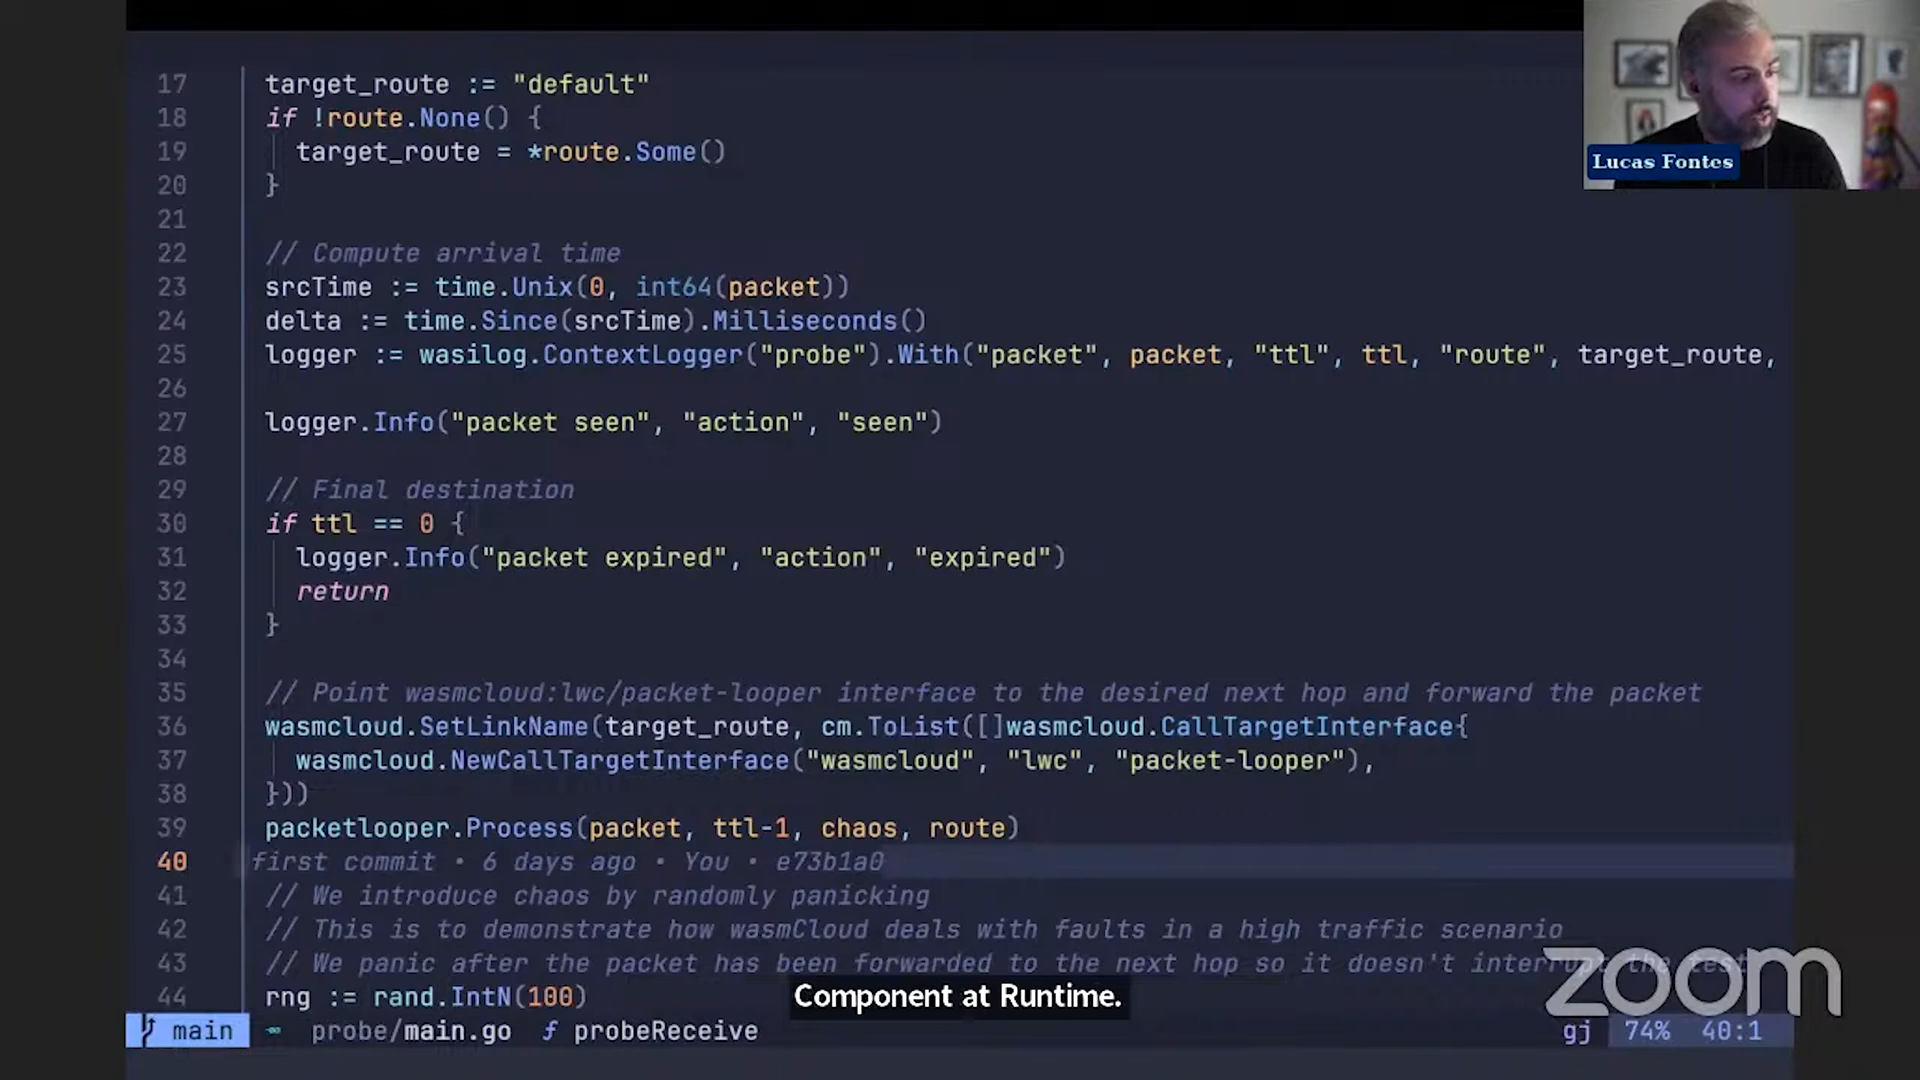 17 target_route := "default"
18 if !route.None() {
19 target_route = *route.Some()
20 }
21
22 // Compute arrival time
23 srcTime := time.Unix(0, int64(packet))
24 delta := time.Since(srcTime).Milliseconds()
25 logger := wasilog.ContextLogger("probe").With("packet", packet, "ttl", ttl, "route", target_route,
26
27 logger.Info("packet seen", "action", "seen")
28
29 // Final destination
30 if ttl == 0 {
31 logger.Info("packet expired", "action", "expired")
32 return
33 }
34
35 // Point wasmcloud:lwc/packet-looper interface to the desired next hop and forward the packet
36 wasmcloud.SetLinkName(target_route, cm.ToList([]wasmcloud.CallTargetInterface{
37 wasmcloud.NewCallTargetInterface("wasmcloud", "lwc", "packet-looper"),
38 }))
39 packetlooper.Process(packet, ttl-1, chaos, route)
40 first commit • 6 days ago • You • e73b1a0
41 // We introduce chaos by randomly panicking
42 // This is to demonstrate how wasmCloud deals with faults in a high traffic scenario
43 // We panic after the packet has been forwarded to the next hop so it doesn't interrupt the test
44 rng := rand.IntN(100)
main probe/main.go ƒ probeReceive gj 74% 40:1
Lucas Fontes
Component at Runtime.
zoom